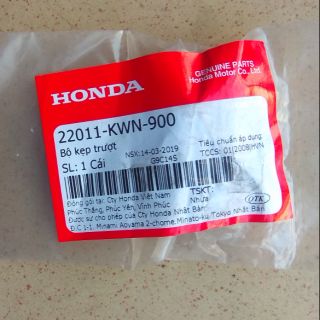 GENUINE PARTS
Honda Motor Co., Ltd.
HONDA
22011-KWN-900
Bộ kẹp trượt
NSX:14-03-2019
Tiêu chuẩn áp dụng:
SL: 1 Cái
G9C14S
TCCS: 01|2008|HVN
Đóng gói tại: Cty Honda Việt Nam
TSKT:
Phúc Thắng, Phúc Yên, Vĩnh Phúc
Nhựa
Được sự cho phép của Cty Honda Nhật Bản
OTK
Đ.C 1-1, Minami Aoyama 2-chome, Minato-ku, Tokyo Nhật Bản